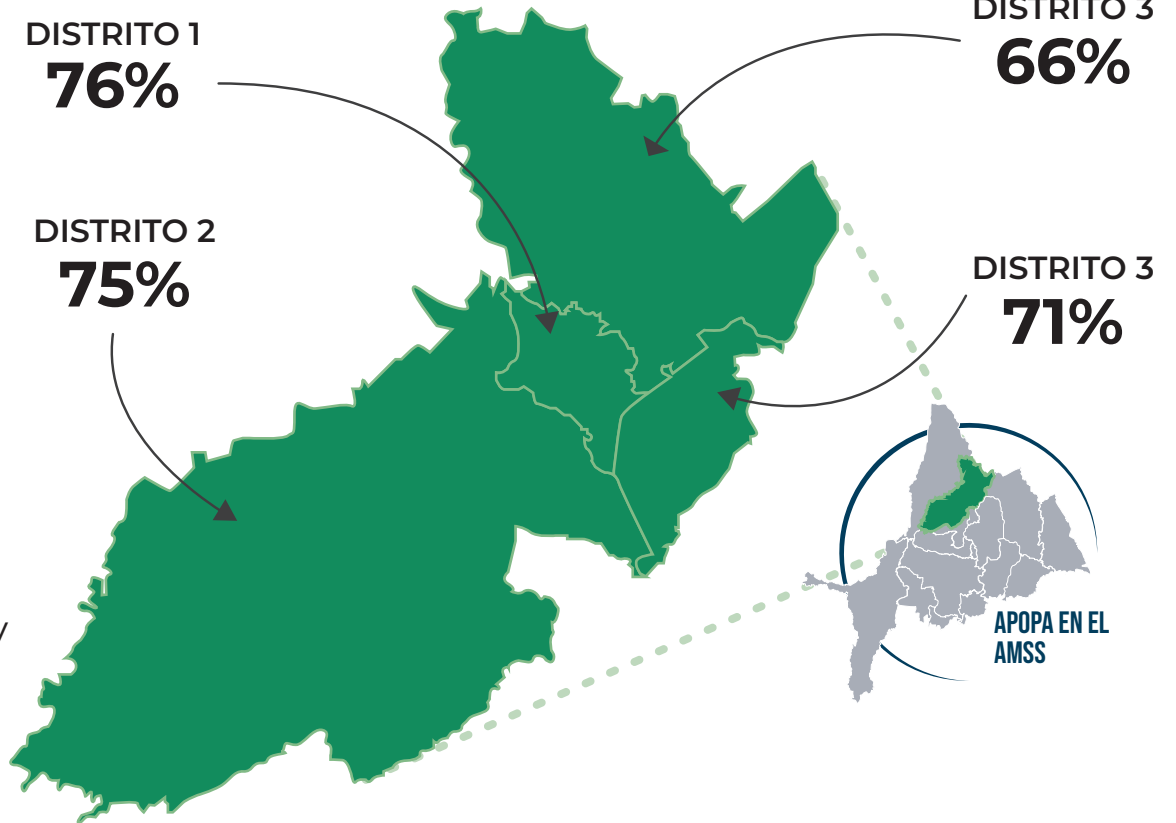 DISTRITO 1
76%
DISTRITO 3
66%
DISTRITO 2
75%
DISTRITO 3
71%
APOPA EN EL
AMSS